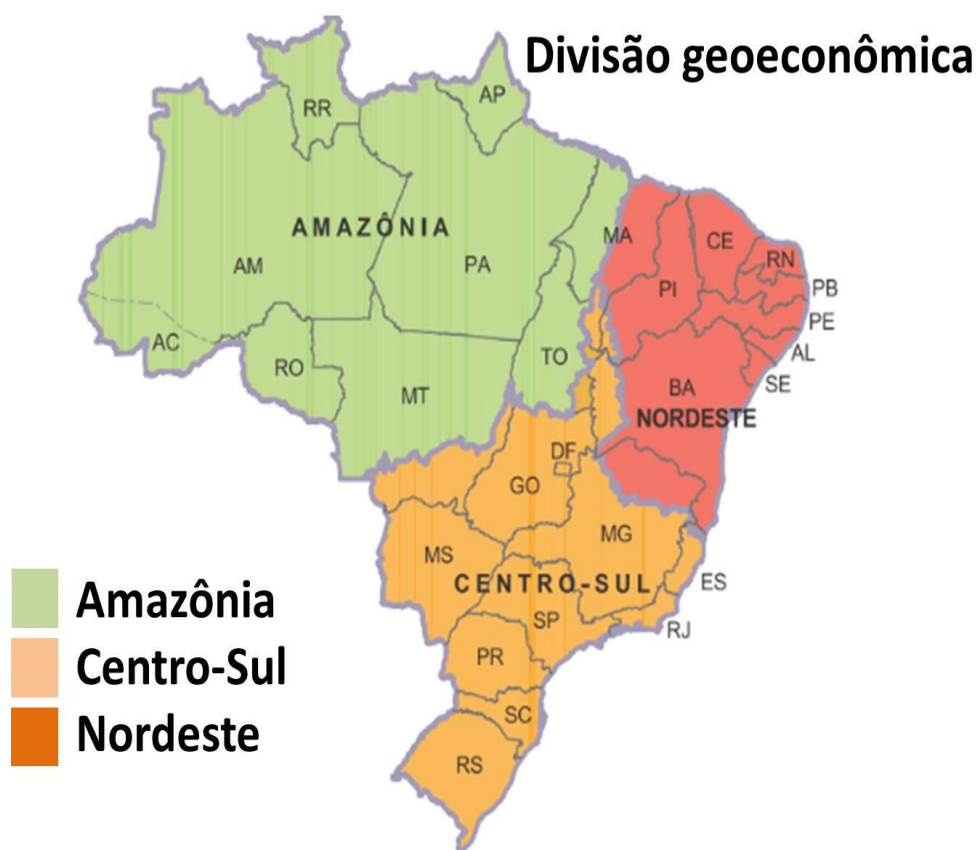 Divisão geoeconômica
RR
AP
AMAZÔNIA
AM
PA
MA
CE
RN
PI
PB
PE
AC
RO
MT
TO
AL
SE
BA
NORDESTE
DF
GO
MG
MS
CENTRO-SUL
ES
SP
RJ
PR
SC
RS
Amazônia
Centro-Sul
Nordeste